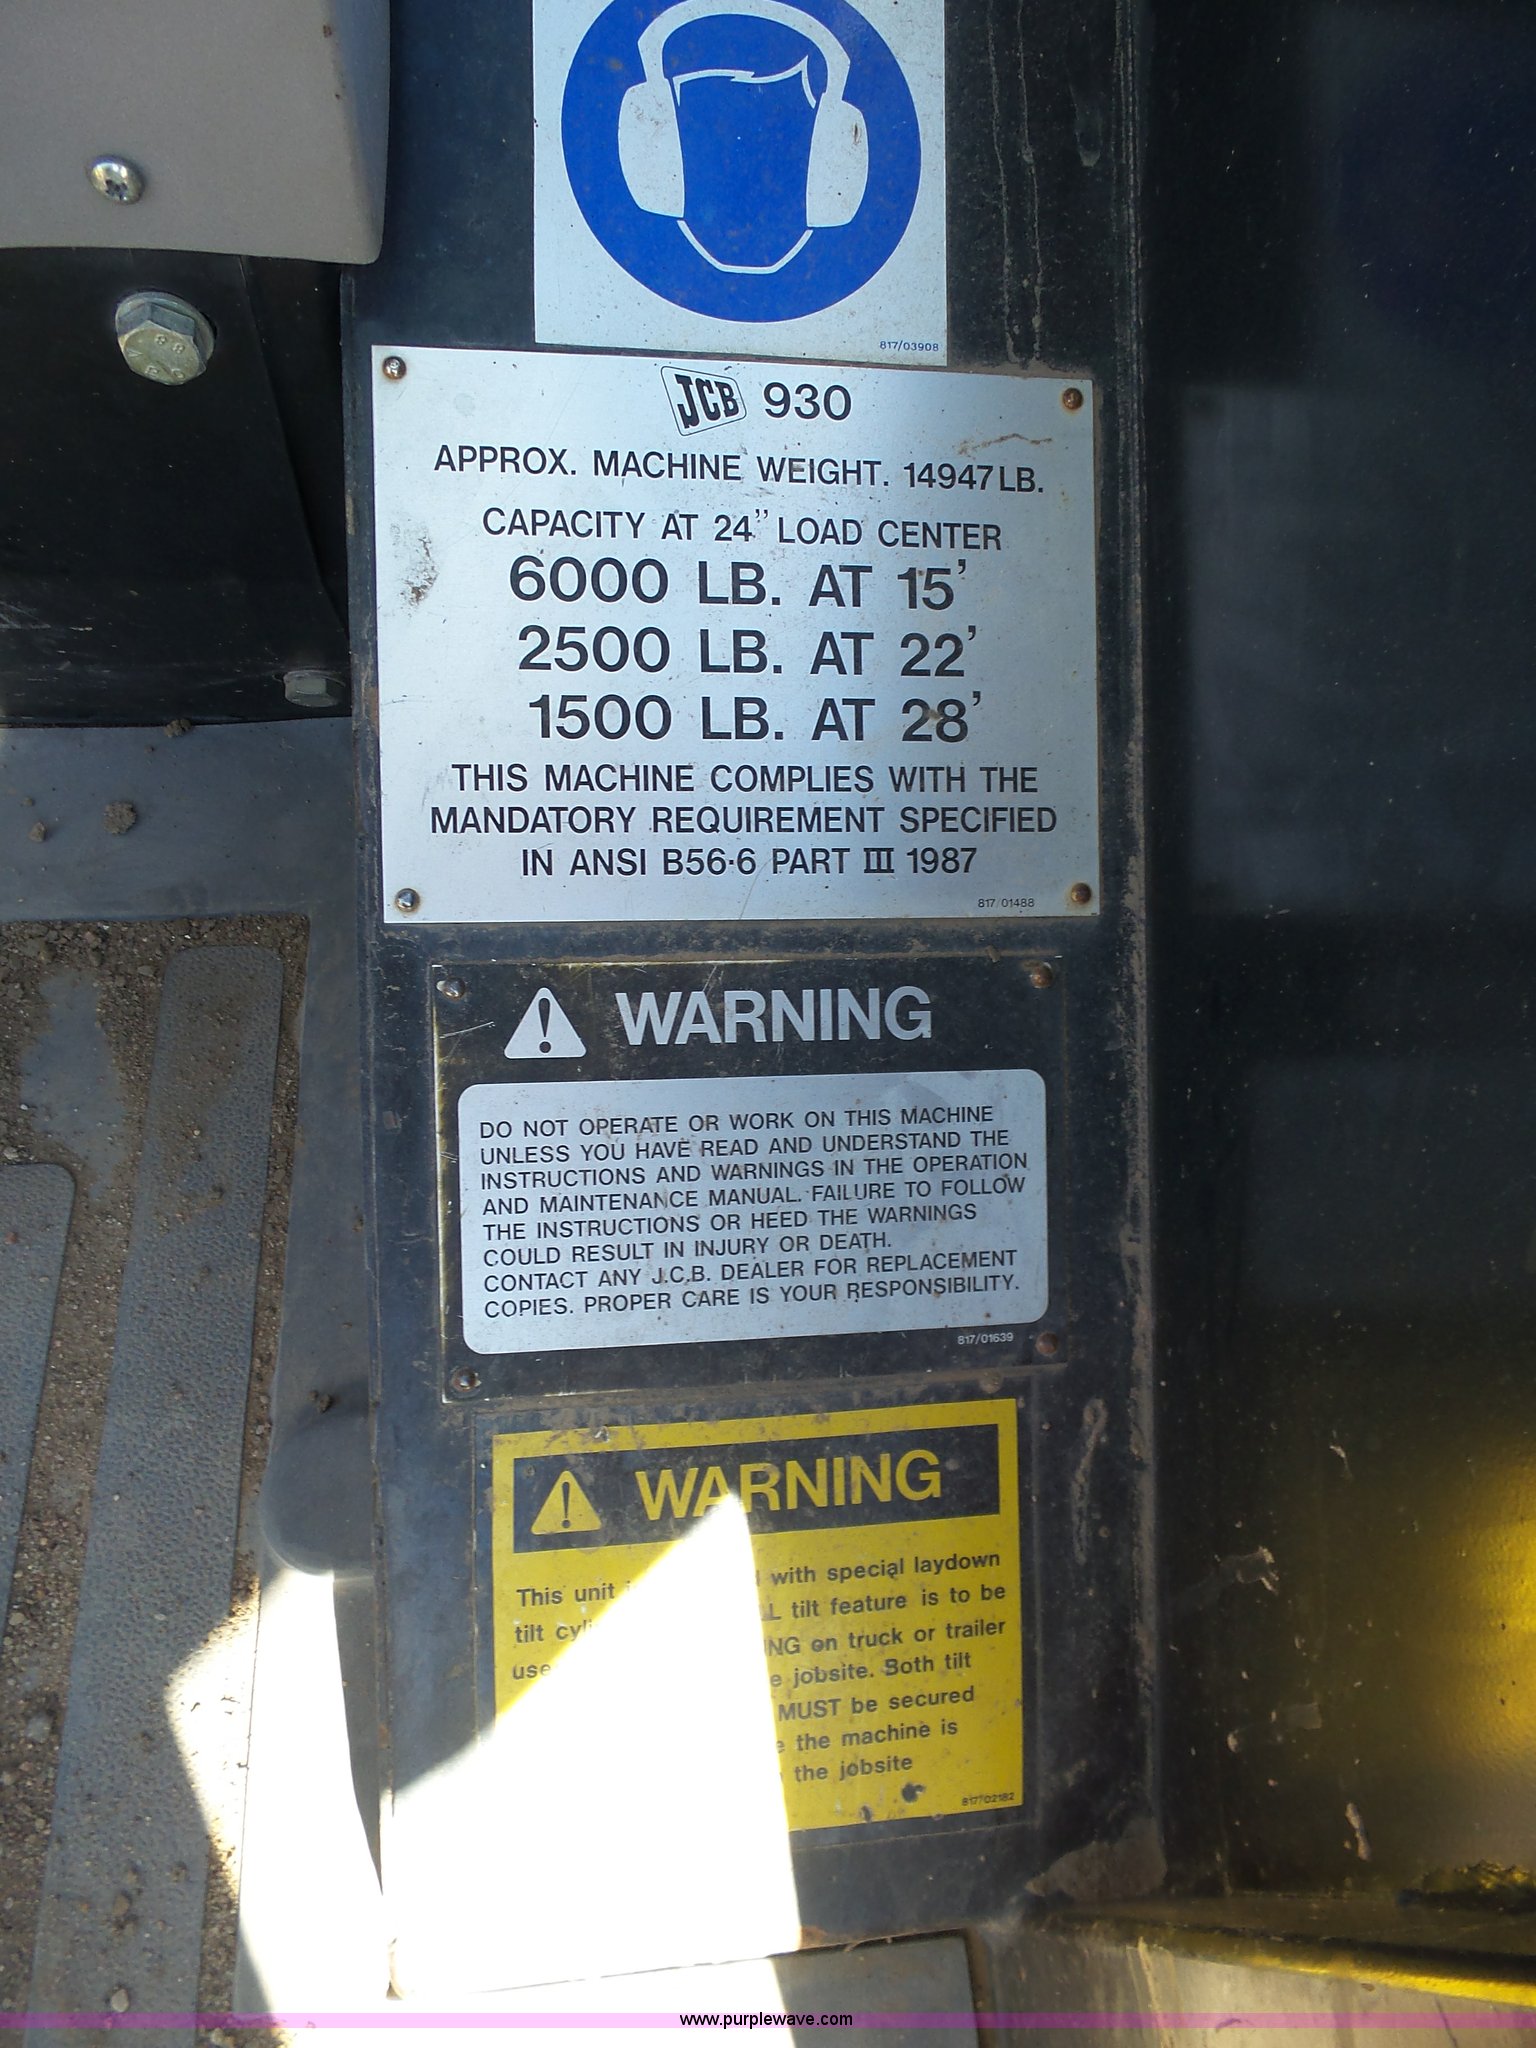 817/03908
JCB 930
APPROX. MACHINE WEIGHT. 14947 LB.
CAPACITY AT 24" LOAD CENTER
6000 LB. AT 15'
2500 LB. AT 22'
1500 LB. AT 28'
THIS MACHINE COMPLIES WITH THE
MANDATORY REQUIREMENT SPECIFIED
IN ANSI B56·6 PART III 1987
817/01488
WARNING
DO NOT OPERATE OR WORK ON THIS MACHINE
UNLESS YOU HAVE READ AND UNDERSTAND THE
INSTRUCTIONS AND WARNINGS IN THE OPERATION
AND MAINTENANCE MANUAL. FAILURE TO FOLLOW
THE INSTRUCTIONS OR HEED THE WARNINGS
COULD RESULT IN INJURY OR DEATH.
CONTACT ANY J.C.B. DEALER FOR REPLACEMENT
COPIES. PROPER CARE IS YOUR RESPONSIBILITY.
817/01639
WARNING
This unit with special laydown
tilt tilt feature is to be
on truck or trailer
jobsite. Both tilt
MUST be secured
the machine is
the jobsite
817/02182
www.purplewave.com